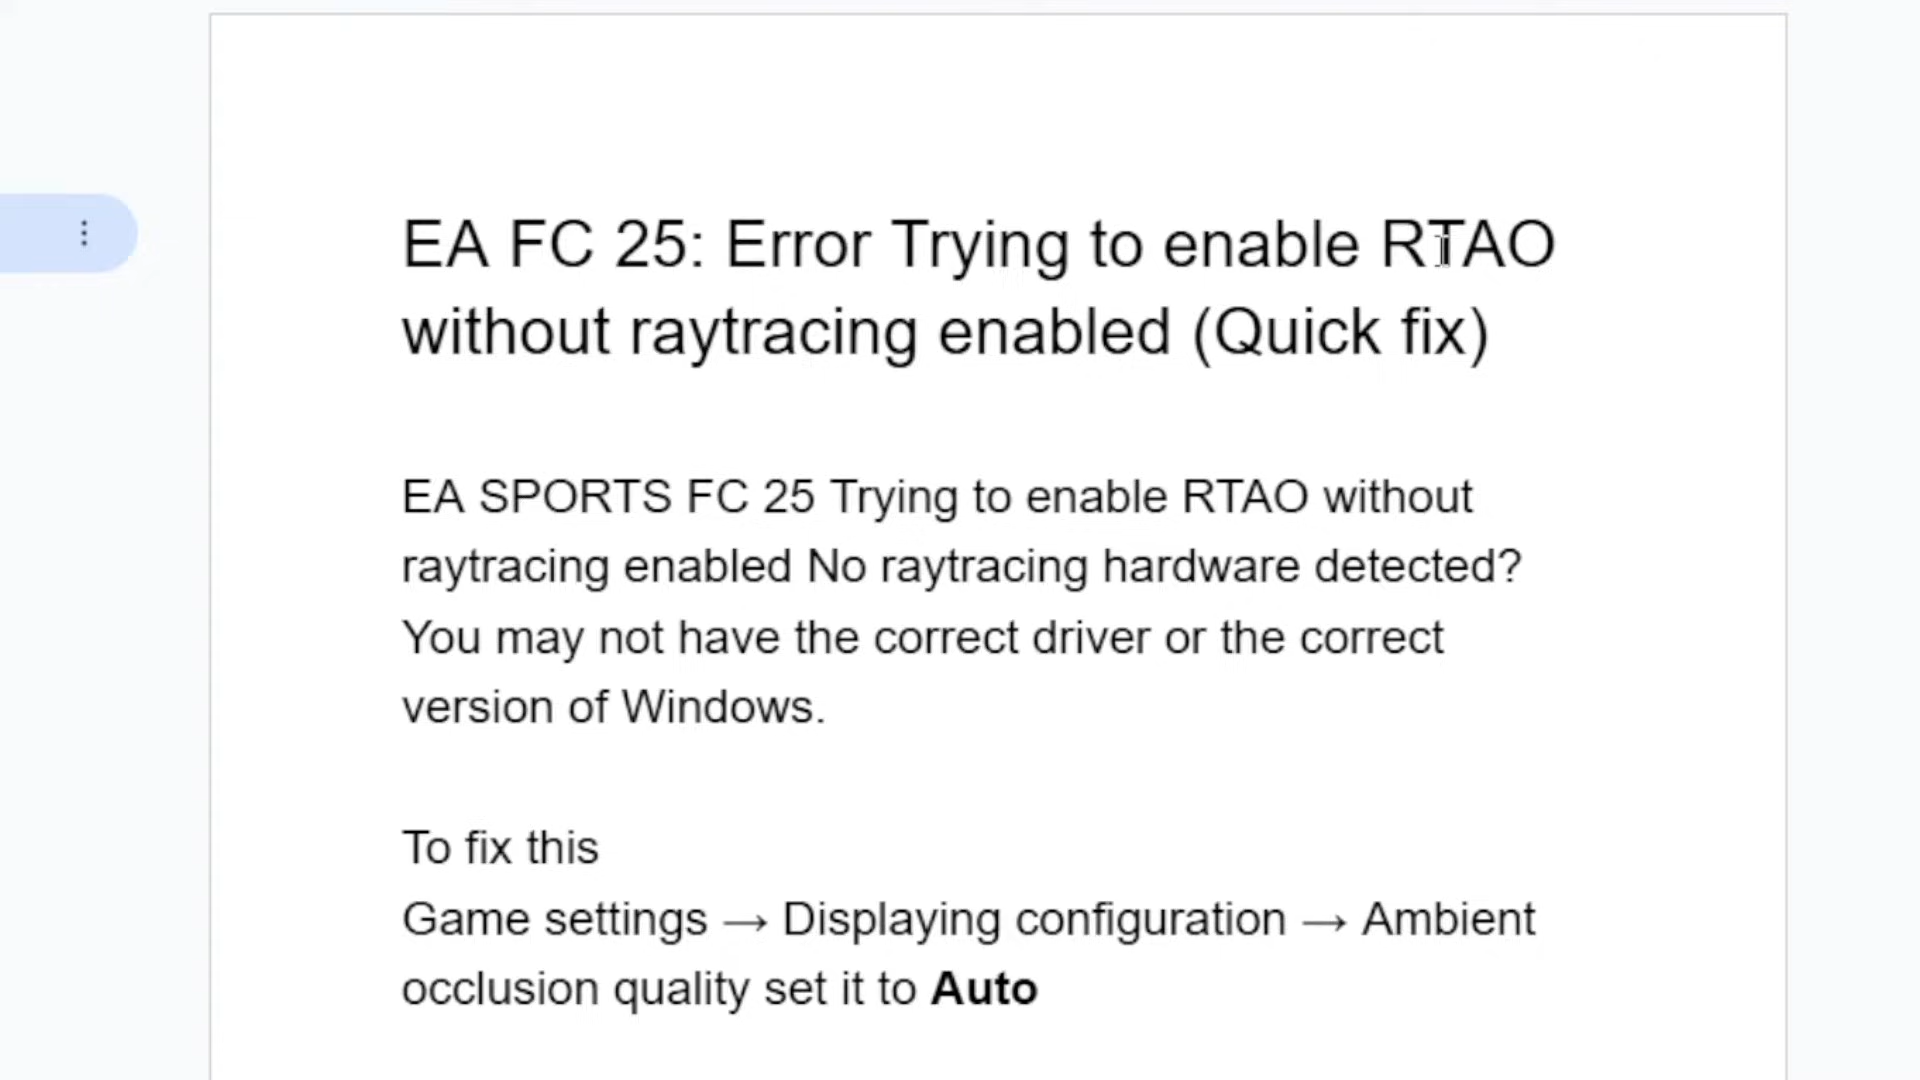 EA FC 25: Error Trying to enable RTAO
without raytracing enabled (Quick fix)
EA SPORTS FC 25 Trying to enable RTAO without
raytracing enabled No raytracing hardware detected?
You may not have the correct driver or the correct
version of Windows.
To fix this
Game settings → Displaying configuration → Ambient
occlusion quality set it to Auto